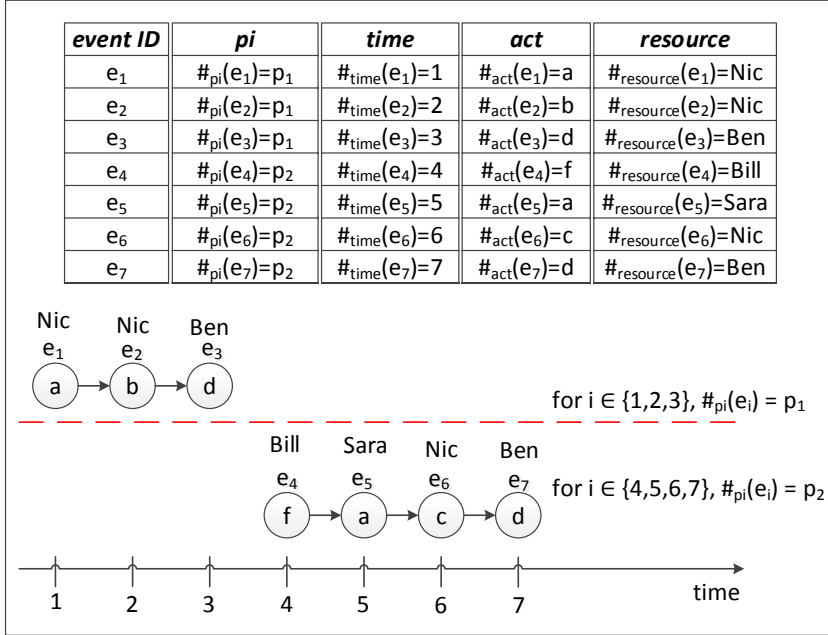 event ID pi time act resource
e₁ #pi(e₁)=p₁ #time(e₁)=1 #act(e₁)=a #resource(e₁)=Nic
e₂ #pi(e₂)=p₁ #time(e₂)=2 #act(e₂)=b #resource(e₂)=Nic
e₃ #pi(e₃)=p₁ #time(e₃)=3 #act(e₃)=d #resource(e₃)=Ben
e₄ #pi(e₄)=p₂ #time(e₄)=4 #act(e₄)=f #resource(e₄)=Bill
e₅ #pi(e₅)=p₂ #time(e₅)=5 #act(e₅)=a #resource(e₅)=Sara
e₆ #pi(e₆)=p₂ #time(e₆)=6 #act(e₆)=c #resource(e₆)=Nic
e₇ #pi(e₇)=p₂ #time(e₇)=7 #act(e₇)=d #resource(e₇)=Ben
Nic Nic Ben
e₁ e₂ e₃
a b d
for i ∈ {1,2,3}, #pi(eᵢ) = p₁
Bill Sara Nic Ben
e₄ e₅ e₆ e₇
for i ∈ {4,5,6,7}, #pi(eᵢ) = p₂
f a c d
1 2 3 4 5 6 7
time